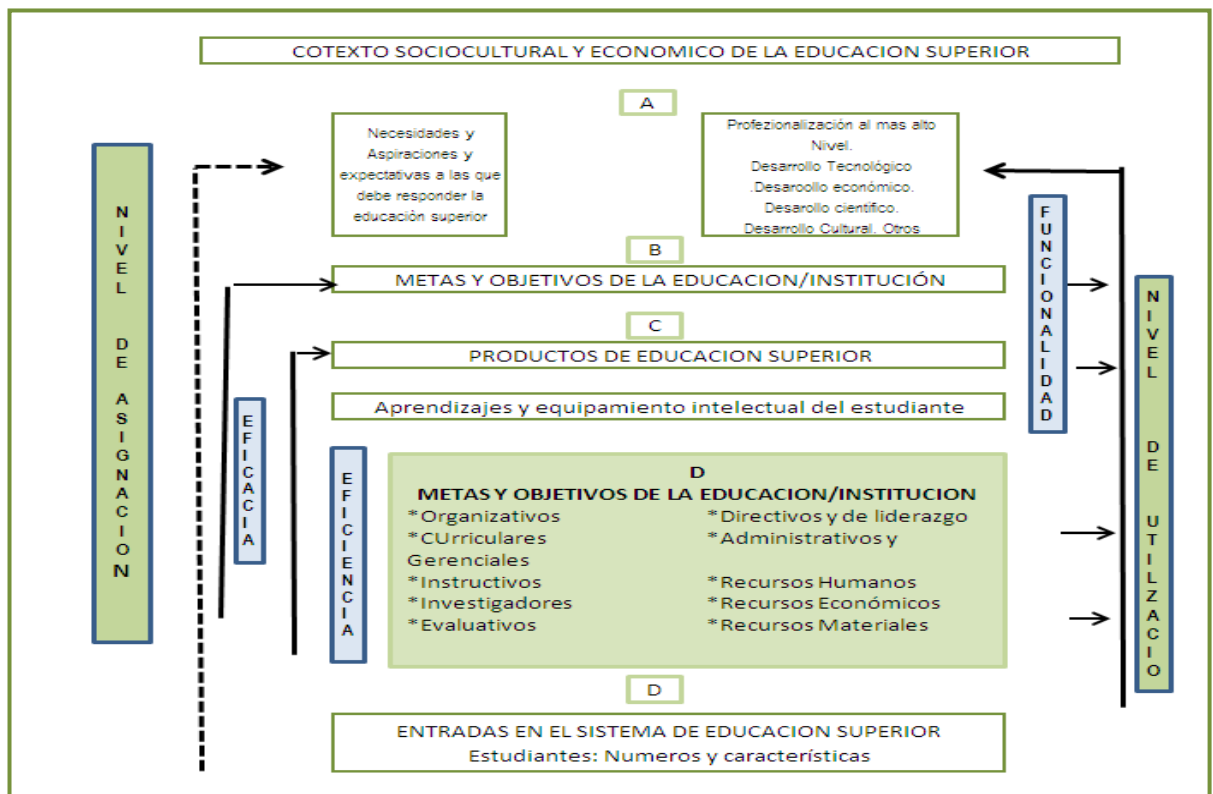 COTEXTO SOCIOCULTURAL Y ECONOMICO DE LA EDUCACION SUPERIOR
A
Necesidades y
Aspiraciones y
expectativas a las que
debe responder la
educación superior
Profezionalización al mas alto
Nivel.
Desarrollo Tecnológico
.Desaroollo económico.
Desarollo científico.
Desarrollo Cultural. Otros
NIVEL DE ASIGNACION
FUNCIONALIDAD
NIVEL DE UTILZACIO
B
METAS Y OBJETIVOS DE LA EDUCACION/INSTITUCIÓN
C
PRODUCTOS DE EDUCACION SUPERIOR
Aprendizajes y equipamiento intelectual del estudiante
EFICACIA
EFICIENCIA
D
METAS Y OBJETIVOS DE LA EDUCACION/INSTITUCION
*Organizativos *Directivos y de liderazgo
*CUrriculares *Administrativos y
Gerenciales
*Instructivos *Recursos Humanos
*Investigadores *Recursos Económicos
*Evaluativos *Recursos Materiales
D
ENTRADAS EN EL SISTEMA DE EDUCACION SUPERIOR
Estudiantes: Numeros y características